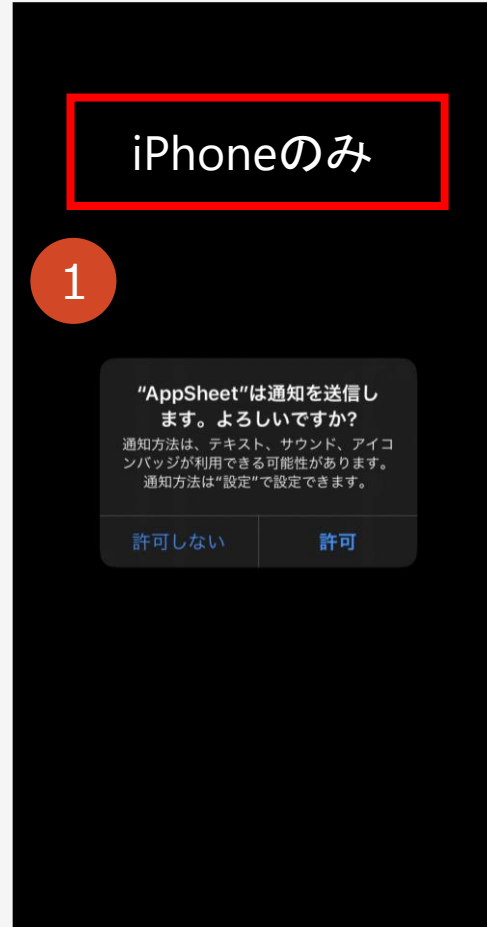 iPhoneのみ
1
“AppSheet”は通知を送信し
ます。よろしいですか?
通知方法は、テキスト、サウンド、アイコ
ンバッジが利用できる可能性があります。
通知方法は“設定”で設定できます。
許可しない
許可